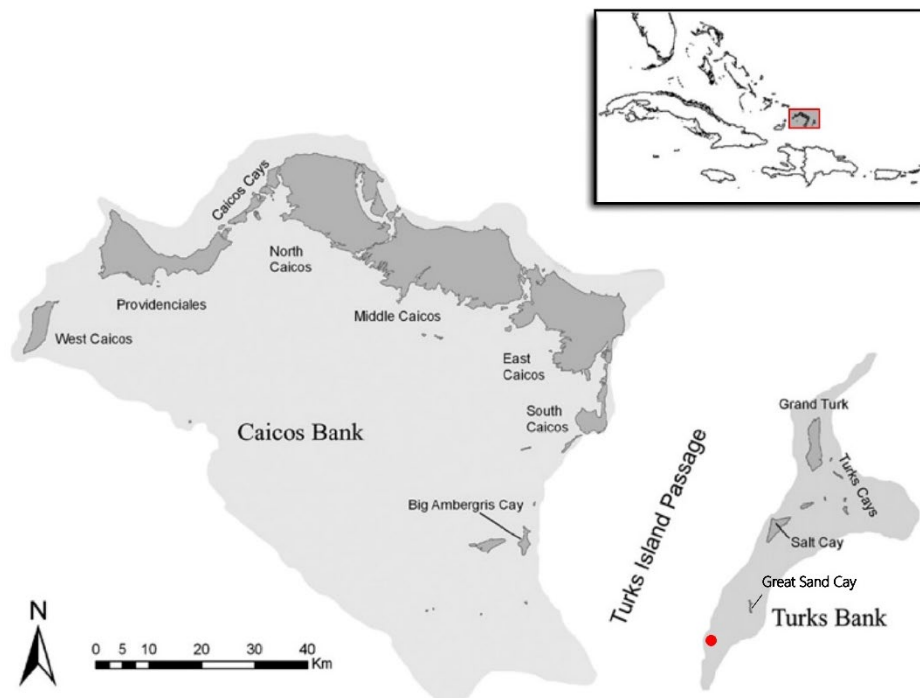 Caicos Cays
North
Caicos
Providenciales
Middle Caicos
West Caicos
East
Caicos
South
Caicos
Caicos Bank
Big Ambergris Cay
Turks Island Passage
Grand Turk
Turks Cays
Salt Cay
Great Sand Cay
Turks Bank
N
0 5 10 20 30 40
Km